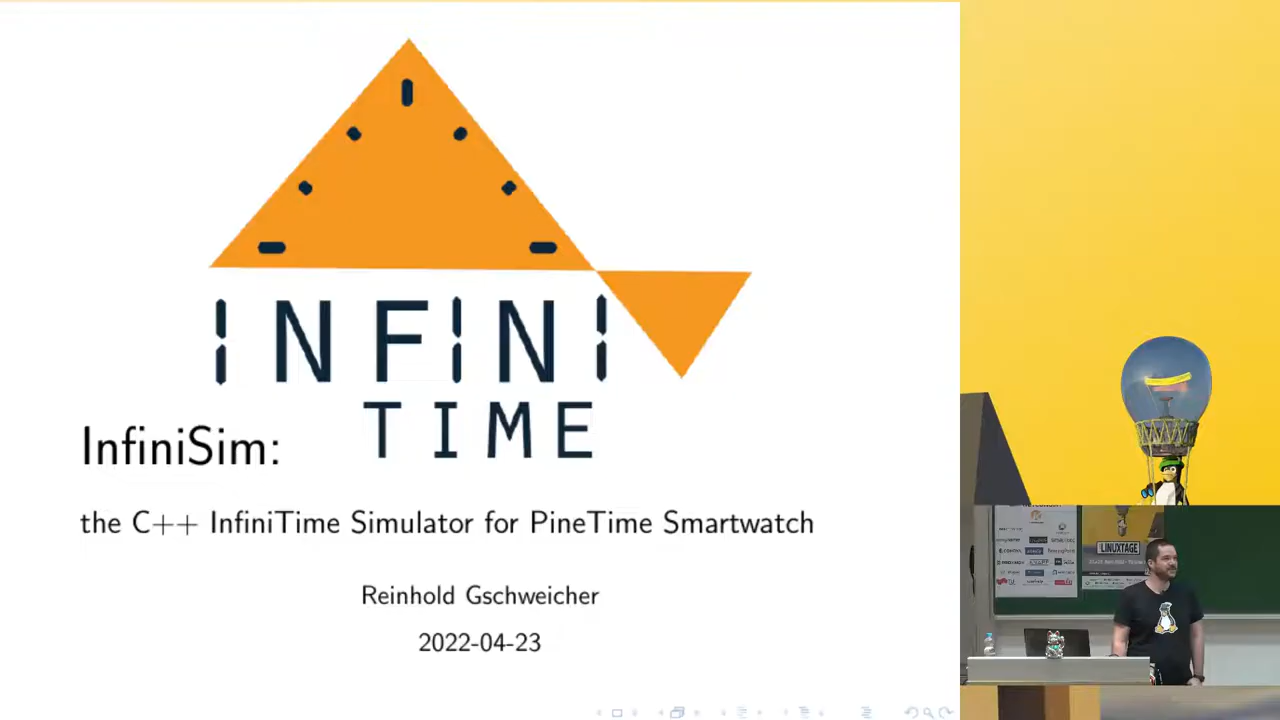 INFINI
TIME
InfiniSim:
the C++ InfiniTime Simulator for PineTime Smartwatch
Reinhold Gschweicher
2022-04-23
LINUXTAGE